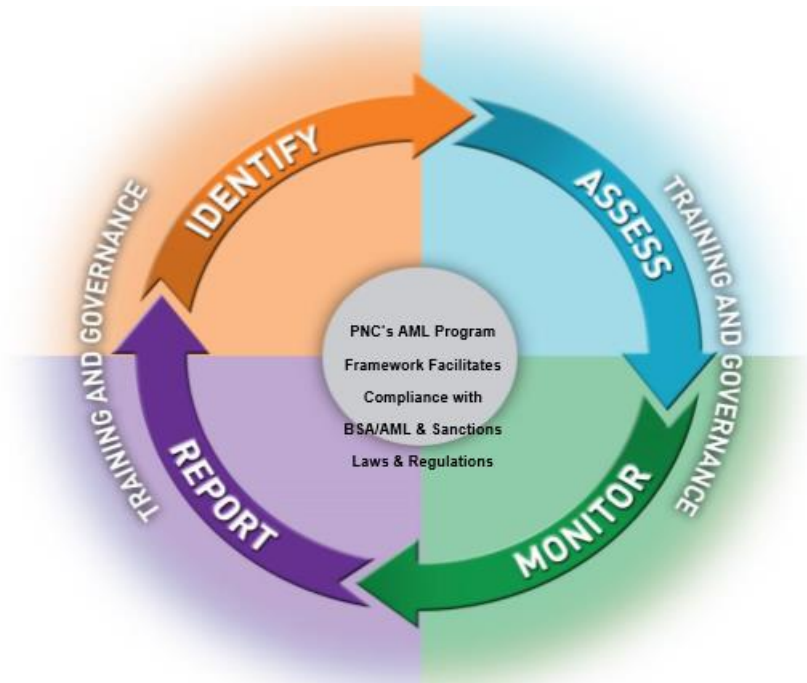 IDENTIFY
ASSESS
TRAINING AND GOVERNANCE
TRAINING AND GOVERNANCE
PNC's AML Program
Framework Facilitates
Compliance with
BSA/AML & Sanctions
Laws & Regulations
REPORT
MONITOR